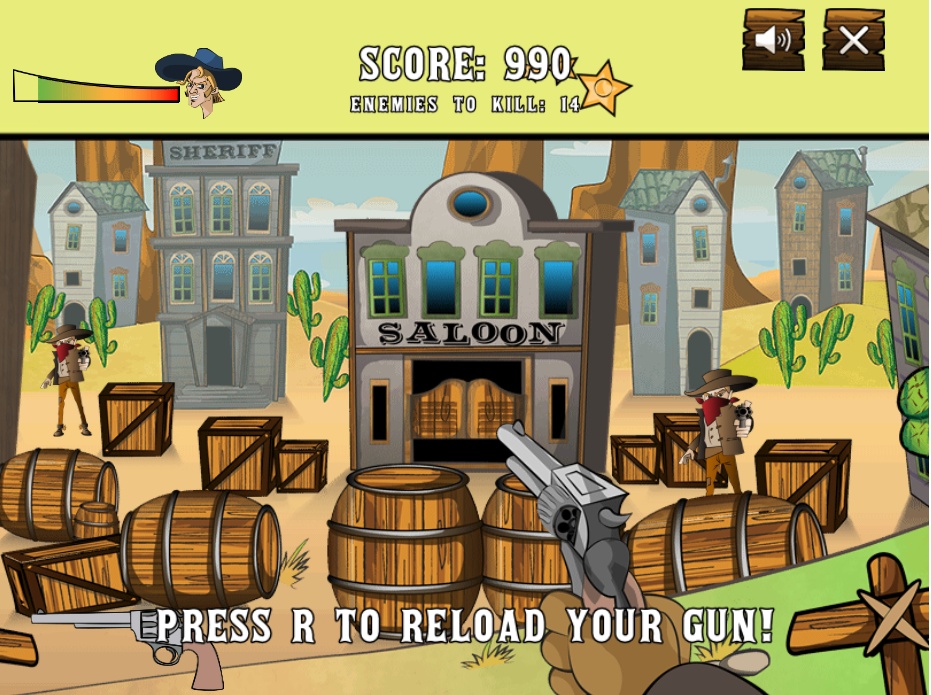 SCORE: 990
ENEMIES TO KILL: 14
SHERIFF
SALOON
PRESS R TO RELOAD YOUR GUN!